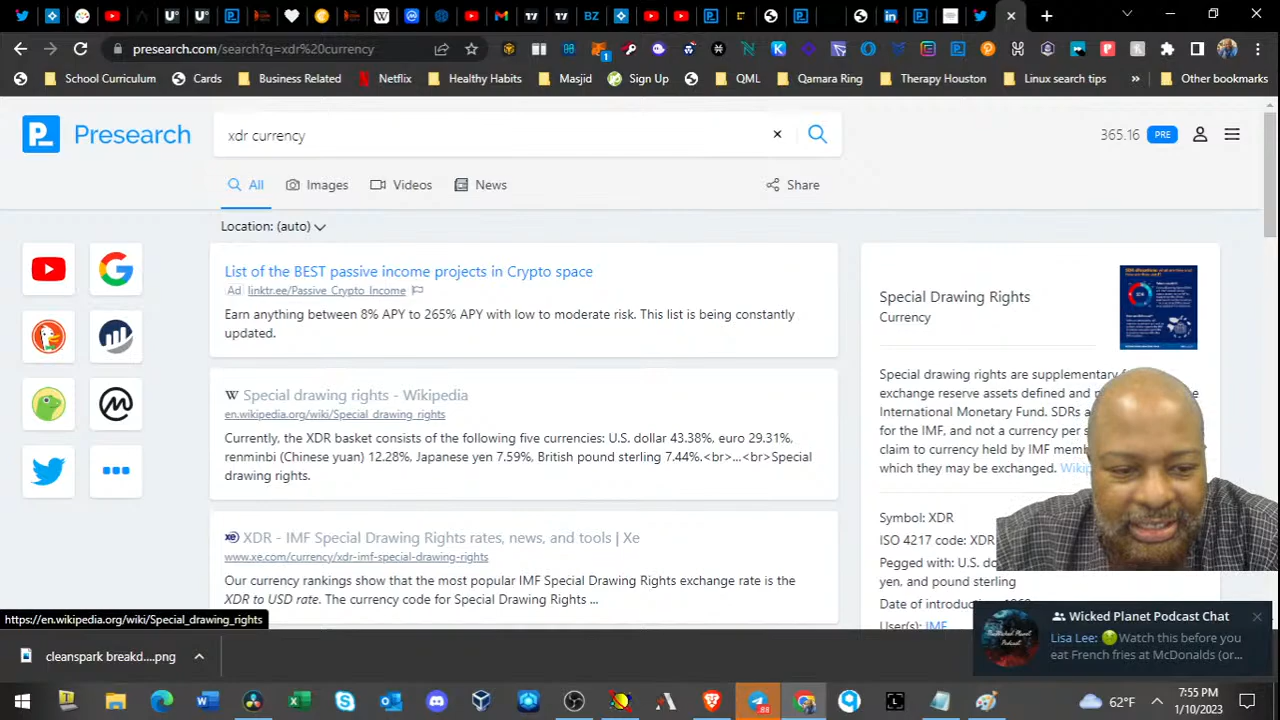 presearch.com/search?q=xdr%20currency
School Curriculum
Cards
Business Related
Netflix
Healthy Habits
Masjid
Sign Up
QML
Qamara Ring
Therapy Houston
Linux search tips
»
Other bookmarks
Presearch
xdr currency
365.16 PRE
All
Images
Videos
News
Share
Location: (auto)
List of the BEST passive income projects in Crypto space
Ad linktr.ee/Passive_Crypto_Income
Earn anything between 8% APY to 265% APY with low to moderate risk. This list is being constantly
updated.
W Special drawing rights - Wikipedia
en.wikipedia.org/wiki/Special_drawing_rights
Currently, the XDR basket consists of the following five currencies: U.S. dollar 43.38%, euro 29.31%,
renminbi (Chinese yuan) 12.28%, Japanese yen 7.59%, British pound sterling 7.44%.<br>...<br>Special
drawing rights.
xe XDR - IMF Special Drawing Rights rates, news, and tools | Xe
www.xe.com/currency/xdr-imf-special-drawing-rights
Our currency rankings show that the most popular IMF Special Drawing Rights exchange rate is the
XDR to USD rate. The currency code for Special Drawing Rights ...
Special Drawing Rights
Currency
Special drawing rights are supplementary
exchange reserve assets defined and
International Monetary Fund. SDRs
for the IMF, and not a currency per
claim to currency held by IMF
which they may be exchanged.
Symbol: XDR
ISO 4217 code: XDR
Pegged with: U.S.
yen, and pound sterling
Date of
User(s): IMF
https://en.wikipedia.org/wiki/Special_drawing_rights
Wicked Planet Podcast Chat
Lisa Lee: 🤢Watch this before you
eat French fries at McDonalds (or...
cleanspark breakd....png
62°F
7:55 PM
1/10/2023